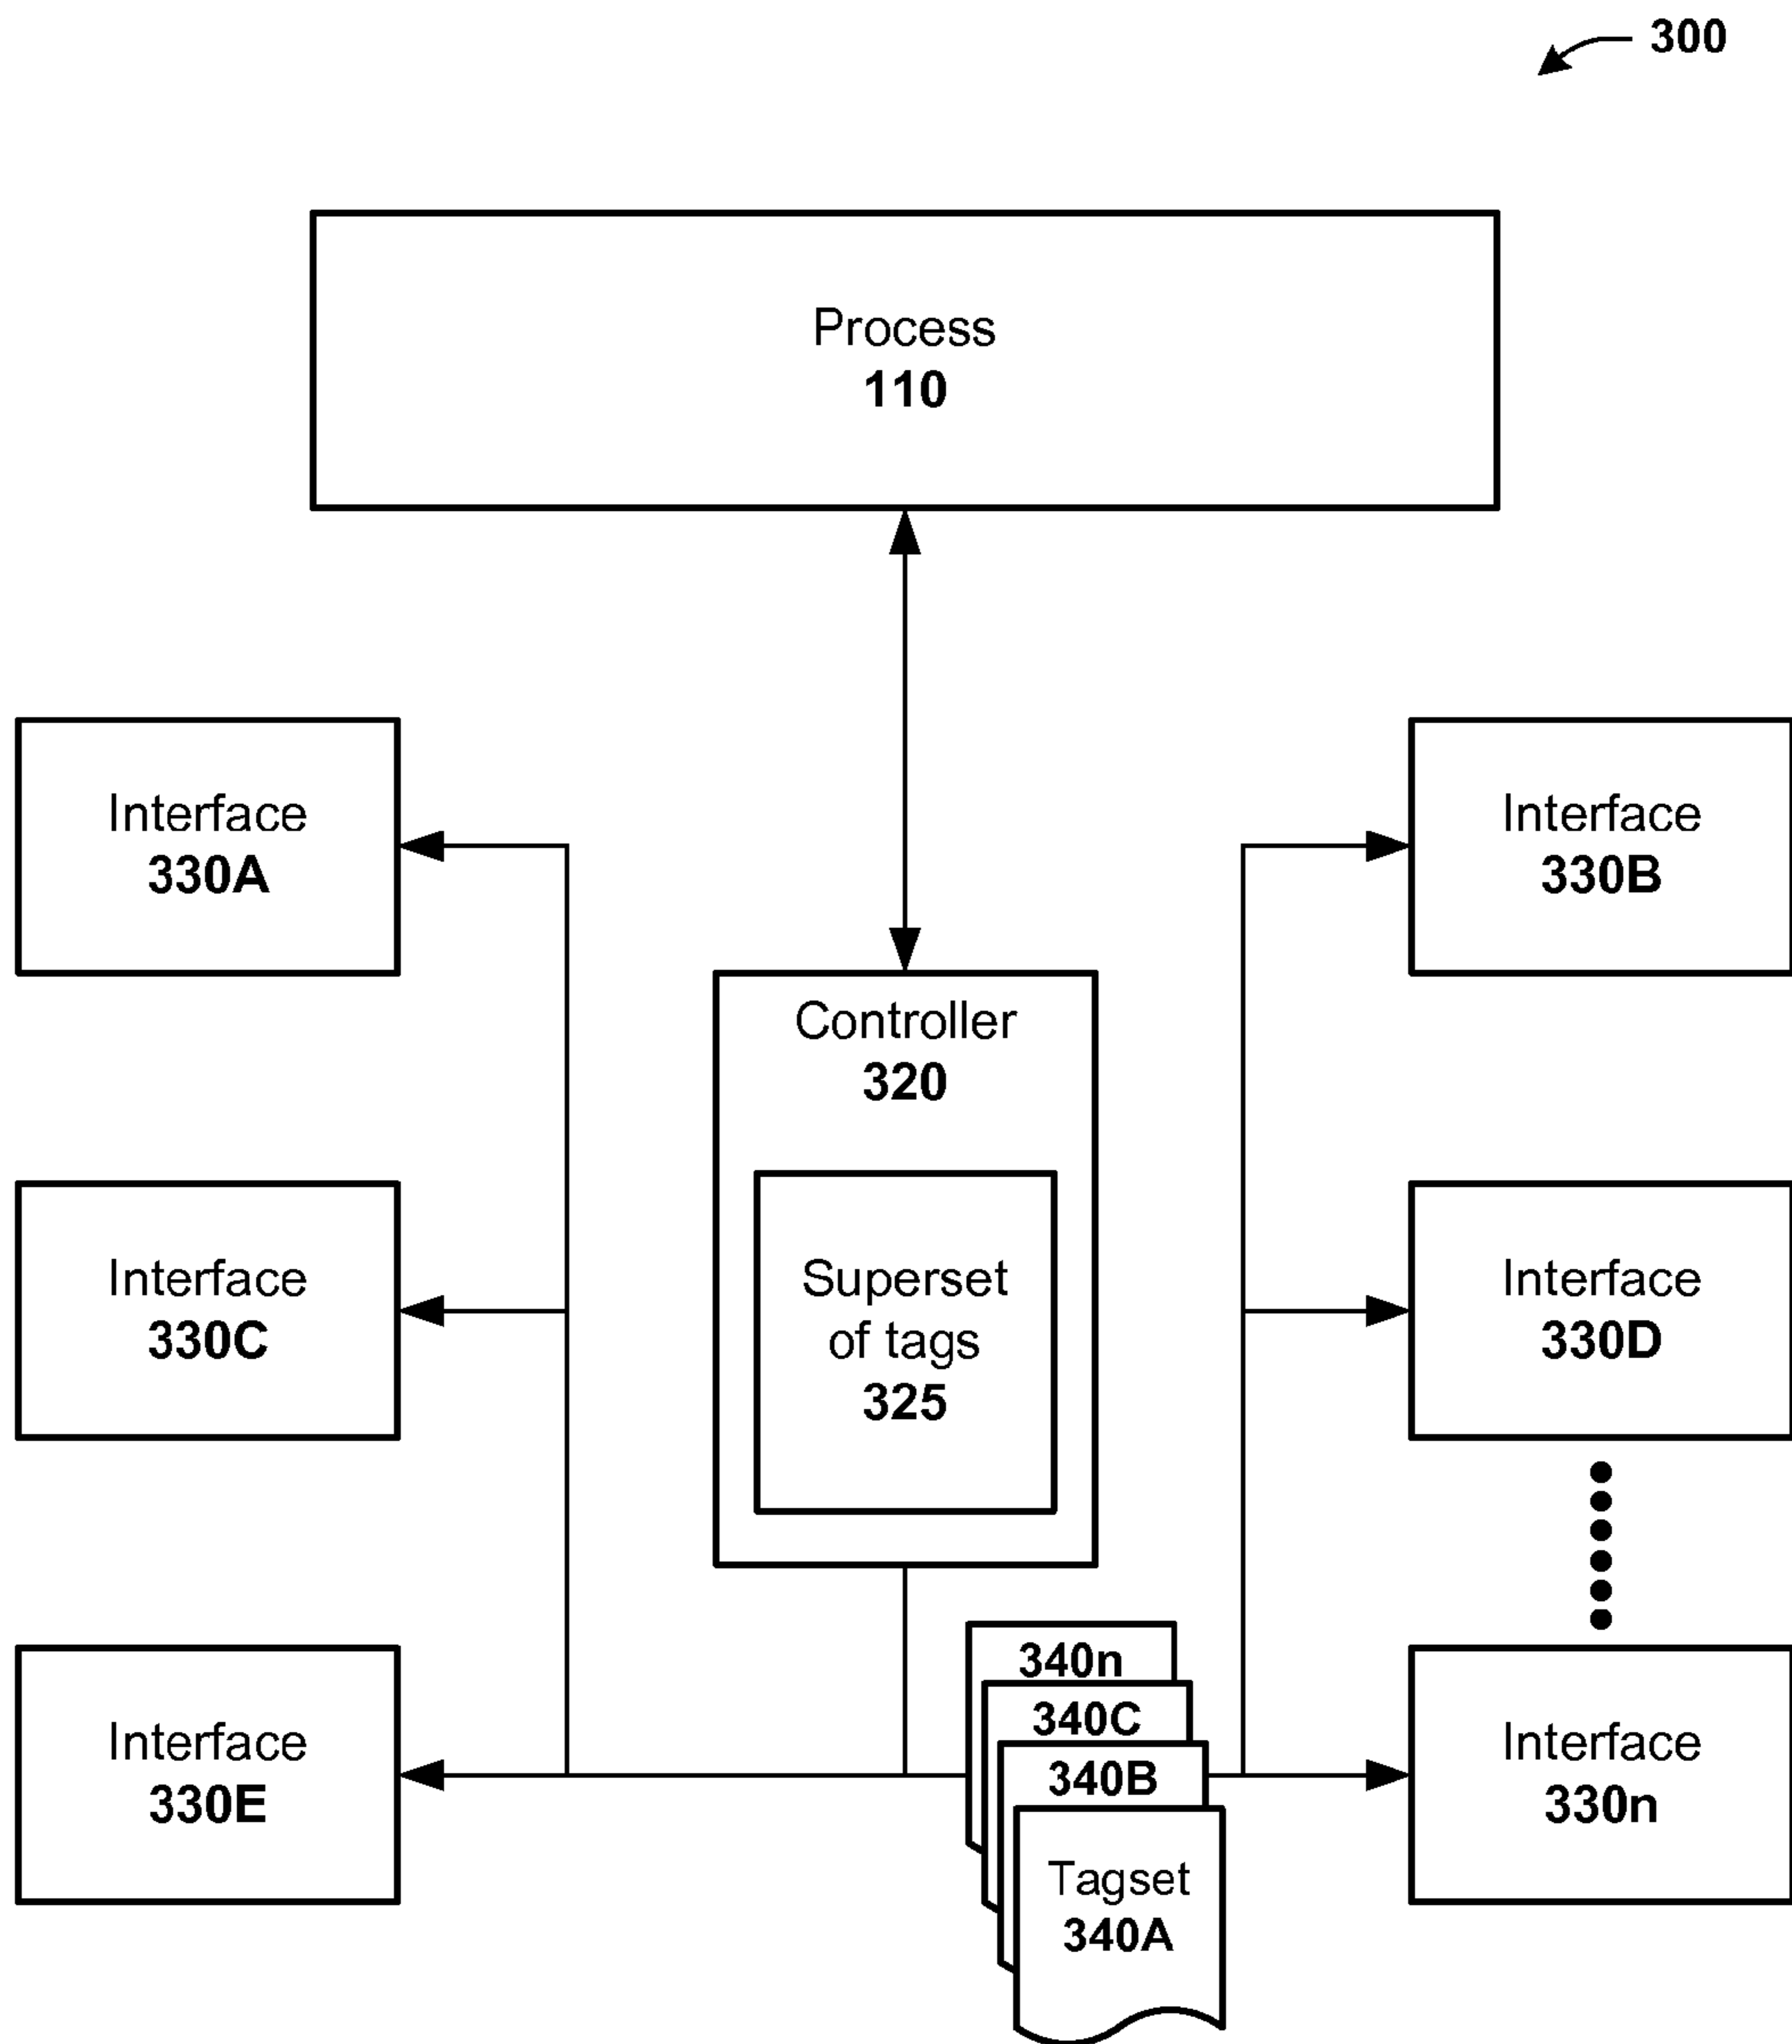 300
Process
110
Interface
330A
Interface
330B
Controller
320
Superset
of tags
325
Interface
330C
Interface
330D
Interface
330E
340n
340C
340B
Tagset
340A
Interface
330n